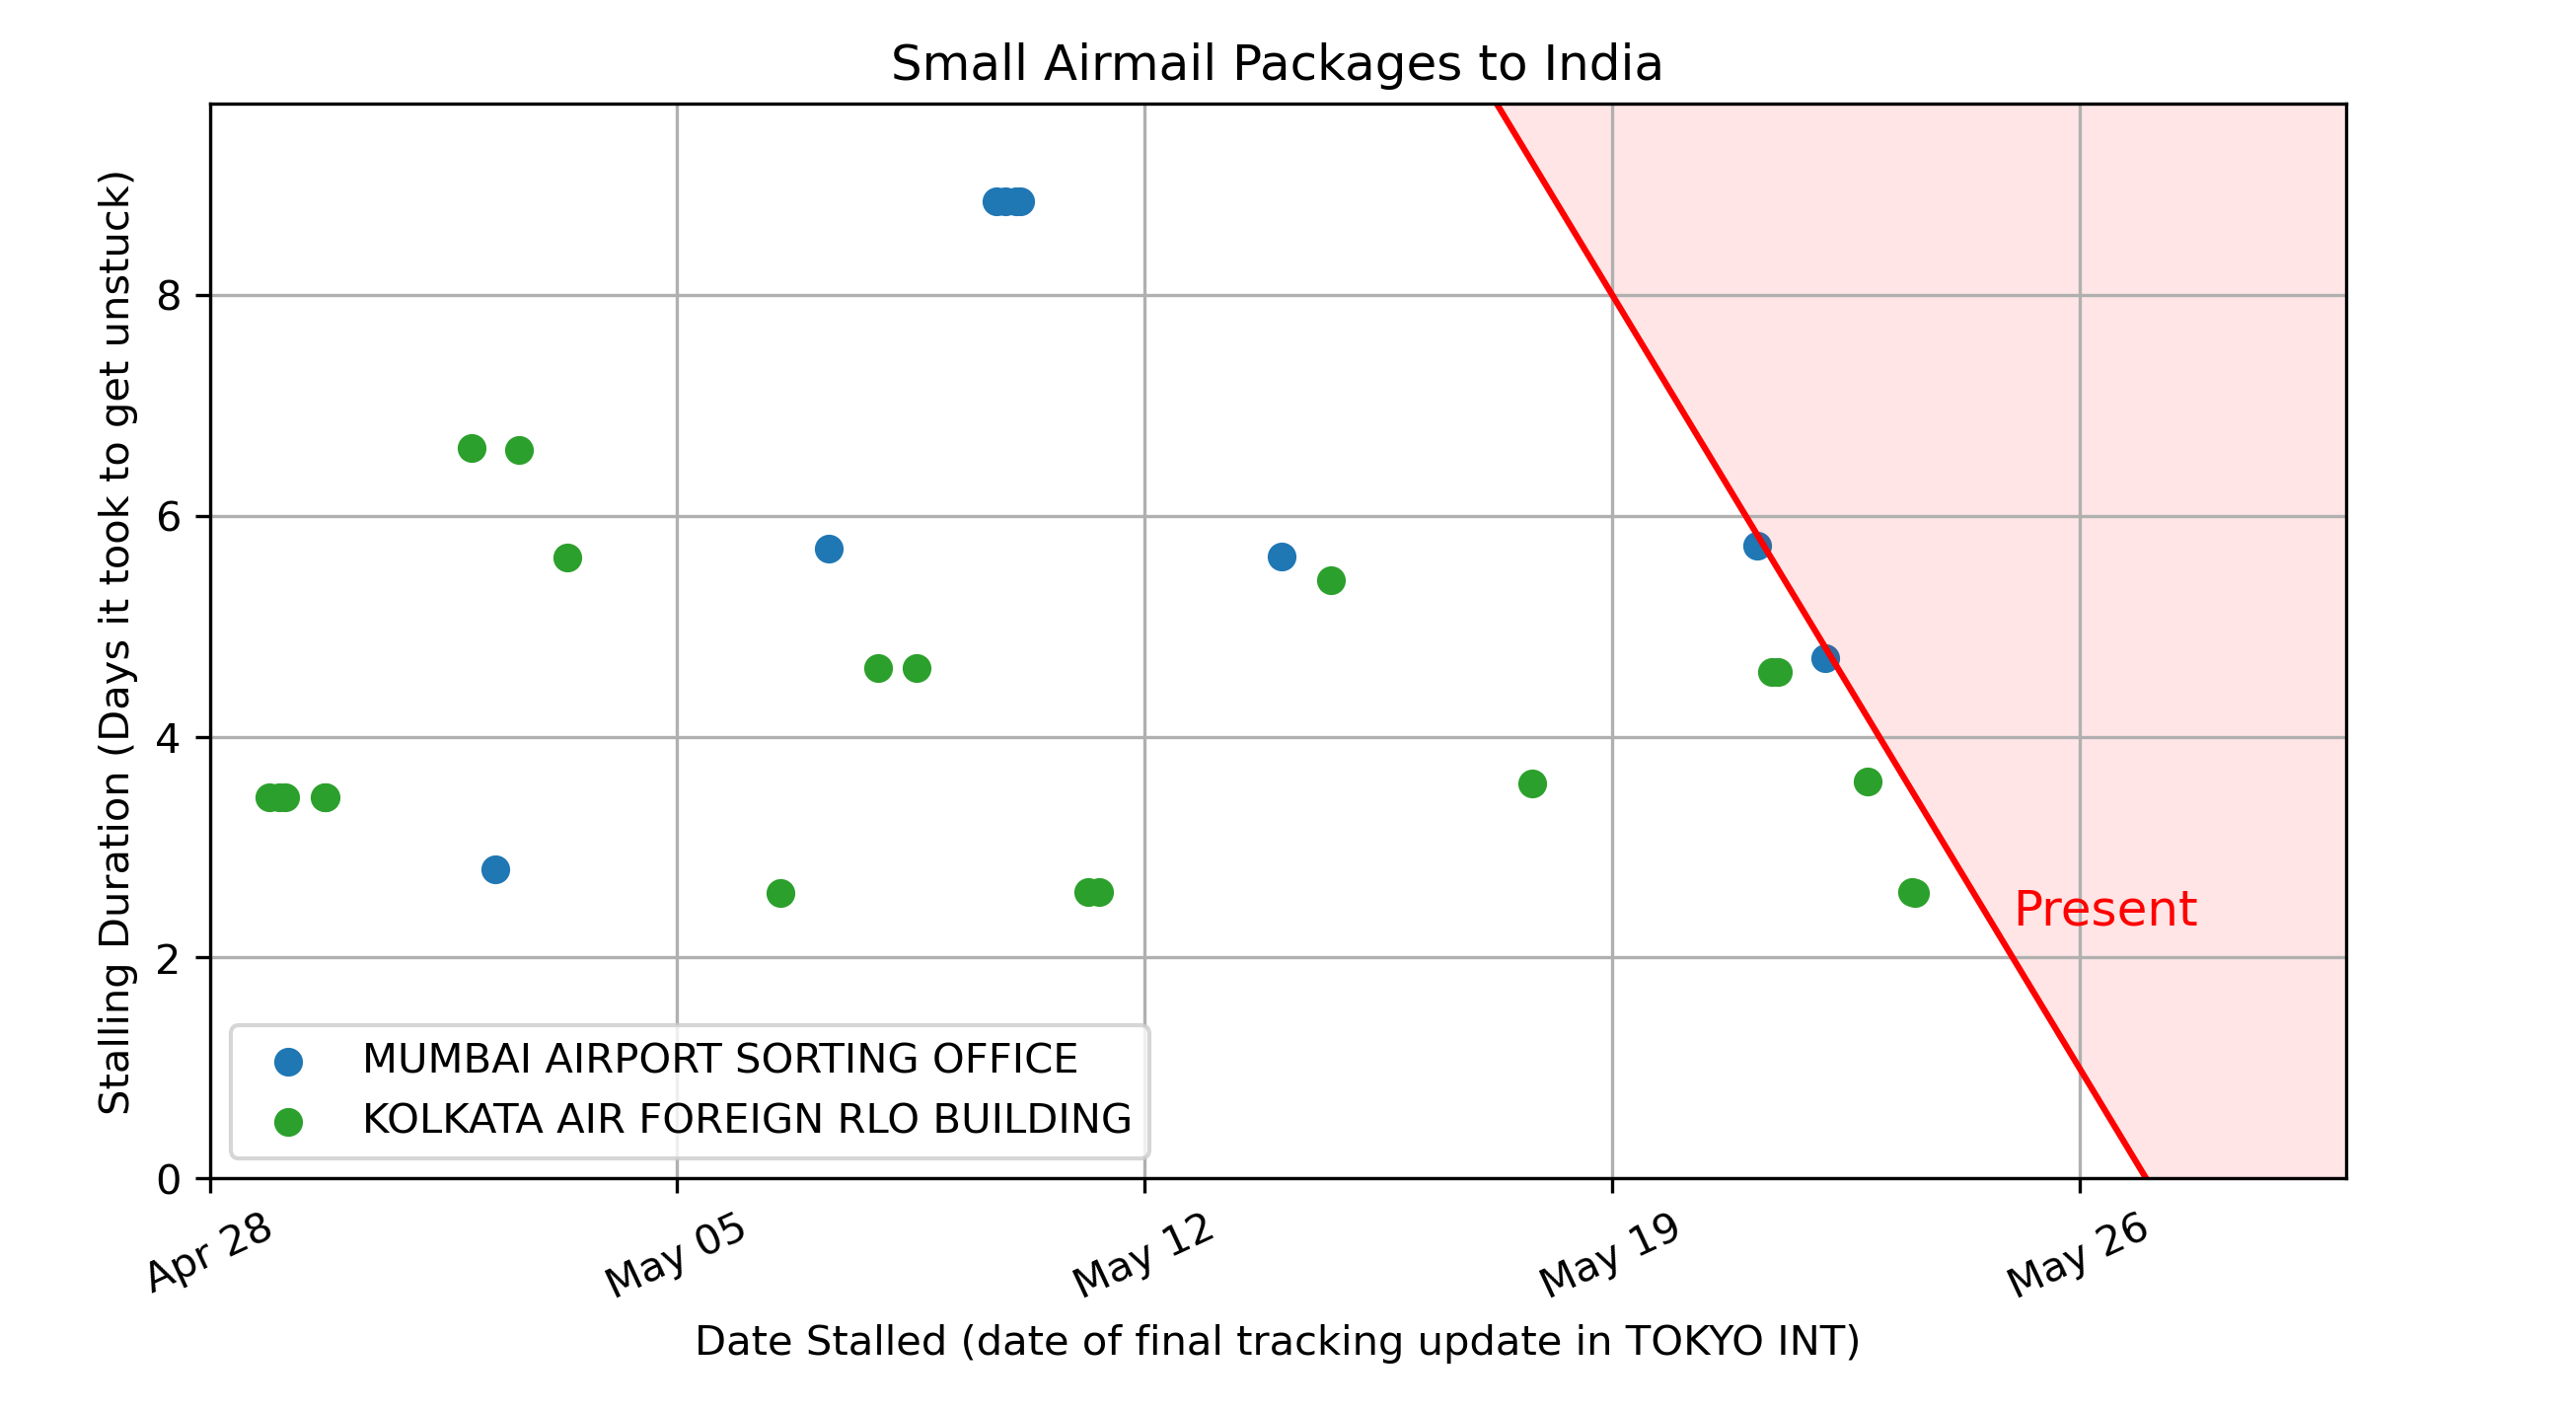 Small Airmail Packages to India
Stalling Duration (Days it took to get unstuck)
8
6
4
2
0
Present
MUMBAI AIRPORT SORTING OFFICE
KOLKATA AIR FOREIGN RLO BUILDING
Apr 28
May 05
May 12
May 19
May 26
Date Stalled (date of final tracking update in TOKYO INT)